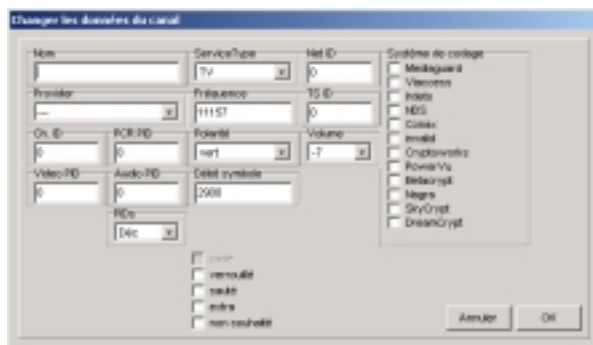 Changer les données du canal
Nom
ServiceType
Net ID
Système de codage
TV
0
Mediaguard
Viaccess
Irdeto
NDS
Conax
invalid
Cryptoworks
PowerVu
Betacrypt
Nagra
SkyCrypt
DreamCrypt
Provider
Fréquence
TS ID
---
11157
0
Ch. ID
PCR-PID
Polarité
Volume
0
0
vert
-7
Video-PID
Audio-PID
Débit symbole
0
0
2900
PIDs
Déc
verrouillé
sauté
extra
non souhaité
Annuler
OK